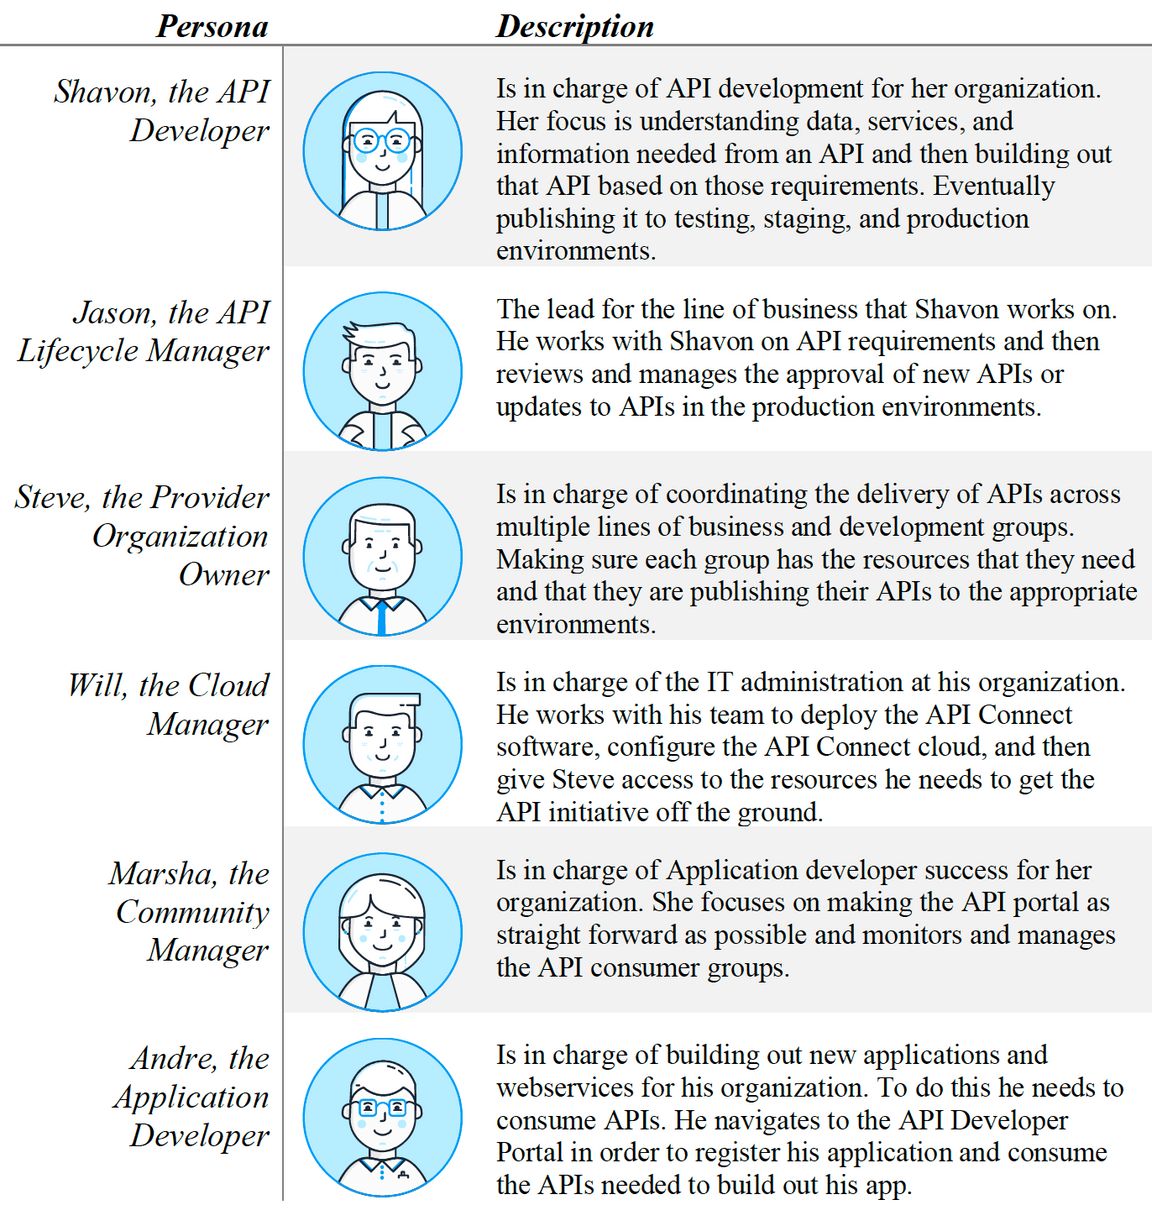 Persona
Description
Shavon, the API
Developer
Is in charge of API development for her organization.
Her focus is understanding data, services, and
information needed from an API and then building out
that API based on those requirements. Eventually
publishing it to testing, staging, and production
environments.
Jason, the API
Lifecycle Manager
The lead for the line of business that Shavon works on.
He works with Shavon on API requirements and then
reviews and manages the approval of new APIs or
updates to APIs in the production environments.
Steve, the Provider
Organization
Owner
Is in charge of coordinating the delivery of APIs across
multiple lines of business and development groups.
Making sure each group has the resources that they need
and that they are publishing their APIs to the appropriate
environments.
Will, the Cloud
Manager
Is in charge of the IT administration at his organization.
He works with his team to deploy the API Connect
software, configure the API Connect cloud, and then
give Steve access to the resources he needs to get the
API initiative off the ground.
Marsha, the
Community
Manager
Is in charge of Application developer success for her
organization. She focuses on making the API portal as
straight forward as possible and monitors and manages
the API consumer groups.
Andre, the
Application
Developer
Is in charge of building out new applications and
webservices for his organization. To do this he needs to
consume APIs. He navigates to the API Developer
Portal in order to register his application and consume
the APIs needed to build out his app.